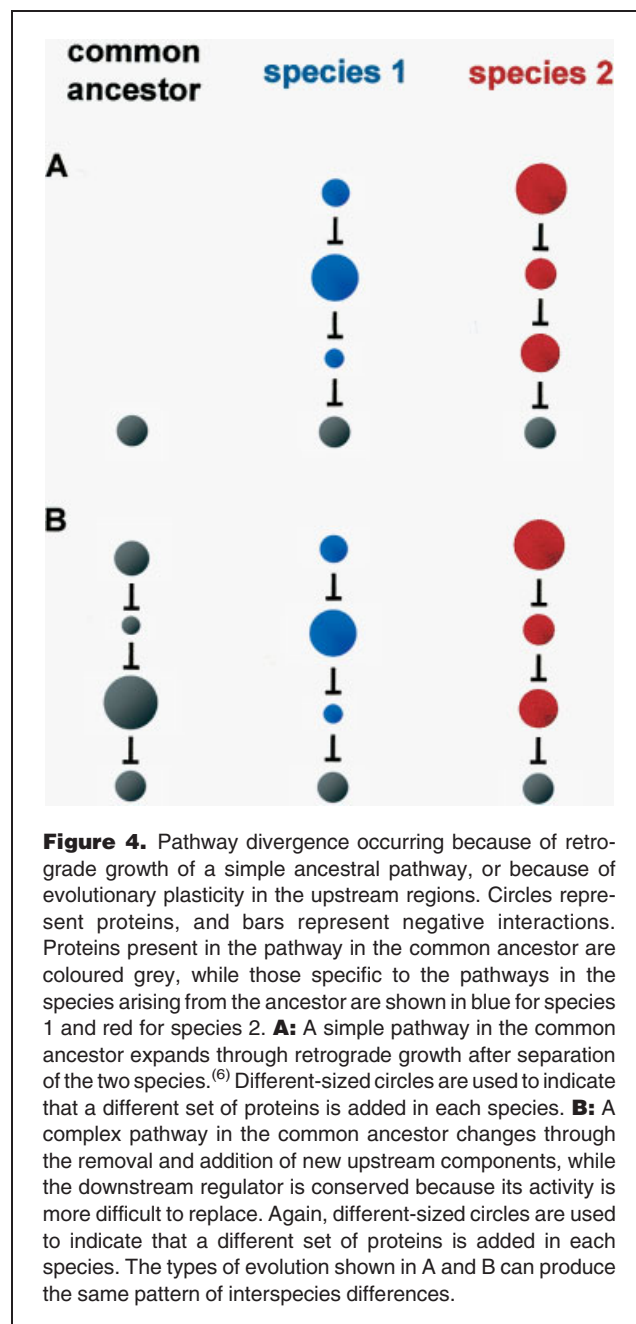 common ancestor
species 1
species 2
A
B
Figure 4. Pathway divergence occurring because of retro-
grade growth of a simple ancestral pathway, or because of
evolutionary plasticity in the upstream regions. Circles repre-
sent proteins, and bars represent negative interactions.
Proteins present in the pathway in the common ancestor are
coloured grey, while those specific to the pathways in the
species arising from the ancestor are shown in blue for species
1 and red for species 2. A: A simple pathway in the common
ancestor expands through retrograde growth after separation
of the two species.(6) Different-sized circles are used to indicate
that a different set of proteins is added in each species. B: A
complex pathway in the common ancestor changes through
the removal and addition of new upstream components, while
the downstream regulator is conserved because its activity is
more difficult to replace. Again, different-sized circles are used
to indicate that a different set of proteins is added in each
species. The types of evolution shown in A and B can produce
the same pattern of interspecies differences.